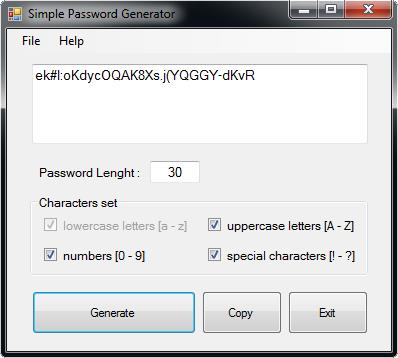 Simple Password Generator
File Help
ek#l:oKdycOQAK8Xs.j(YQGGY-dKvR
Password Lenght : 30
Characters set
lowercase letters [a - z] uppercase letters [A - Z]
numbers [0 - 9] special characters [! - ?]
Generate Copy Exit